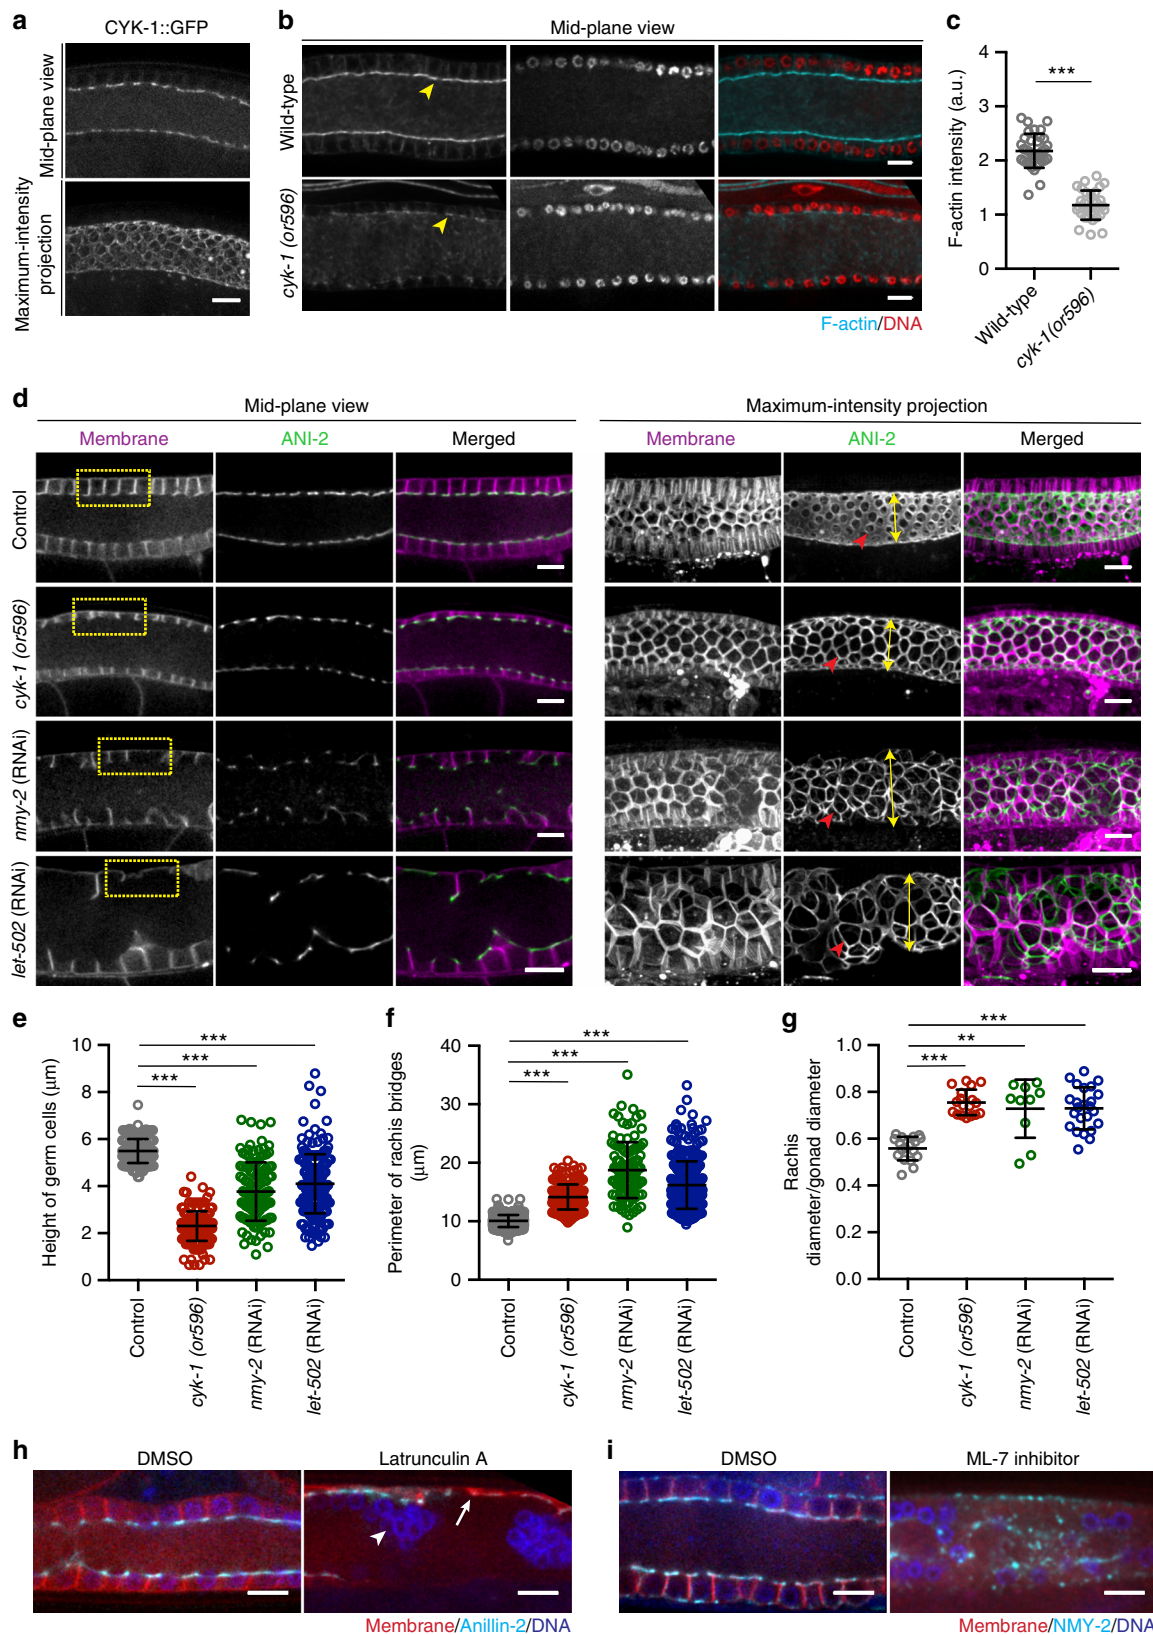 a
CYK-1::GFP
Mid-plane view
Maximum-intensity projection
b
Mid-plane view
Wild-type
cyk-1 (or596)
F-actin/DNA
c
F-actin intensity (a.u.)
4
3
2
1
0
***
Wild-type
cyk-1(or596)
d
Mid-plane view
Maximum-intensity projection
Membrane
ANI-2
Merged
Membrane
ANI-2
Merged
Control
cyk-1 (or596)
nmy-2 (RNAi)
let-502 (RNAi)
e
Height of germ cells (μm)
10
8
6
4
2
0
***
***
***
Control
cyk-1 (or596)
nmy-2 (RNAi)
let-502 (RNAi)
f
Perimeter of rachis bridges
(μm)
40
30
20
10
0
***
***
***
Control
cyk-1 (or596)
nmy-2 (RNAi)
let-502 (RNAi)
g
Rachis
diameter/gonad diameter
1.0
0.8
0.6
0.4
0.2
0.0
***
**
***
Control
cyk-1 (or596)
nmy-2 (RNAi)
let-502 (RNAi)
h
DMSO
Latrunculin A
Membrane/Anillin-2/DNA
i
DMSO
ML-7 inhibitor
Membrane/NMY-2/DNA